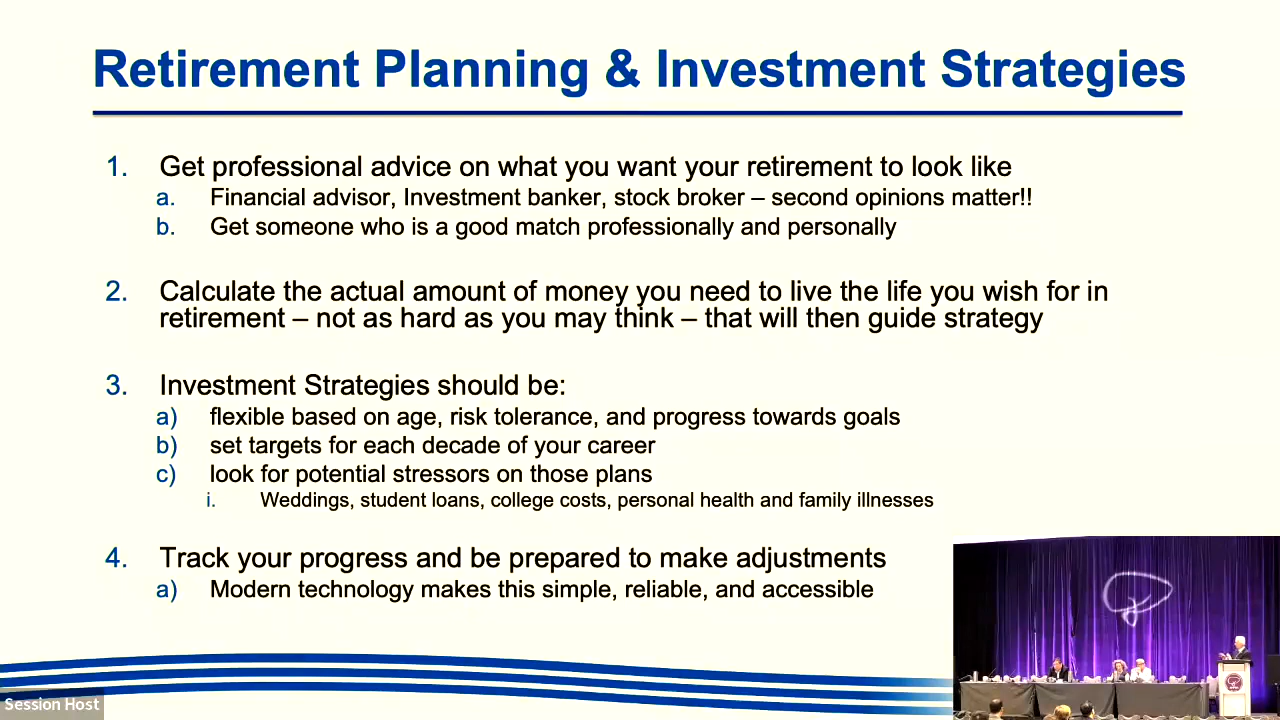 Retirement Planning & Investment Strategies
1. Get professional advice on what you want your retirement to look like
a. Financial advisor, Investment banker, stock broker – second opinions matter!!
b. Get someone who is a good match professionally and personally
2. Calculate the actual amount of money you need to live the life you wish for in
retirement – not as hard as you may think – that will then guide strategy
3. Investment Strategies should be:
a) flexible based on age, risk tolerance, and progress towards goals
b) set targets for each decade of your career
c) look for potential stressors on those plans
i. Weddings, student loans, college costs, personal health and family illnesses
4. Track your progress and be prepared to make adjustments
a) Modern technology makes this simple, reliable, and accessible
Session Host